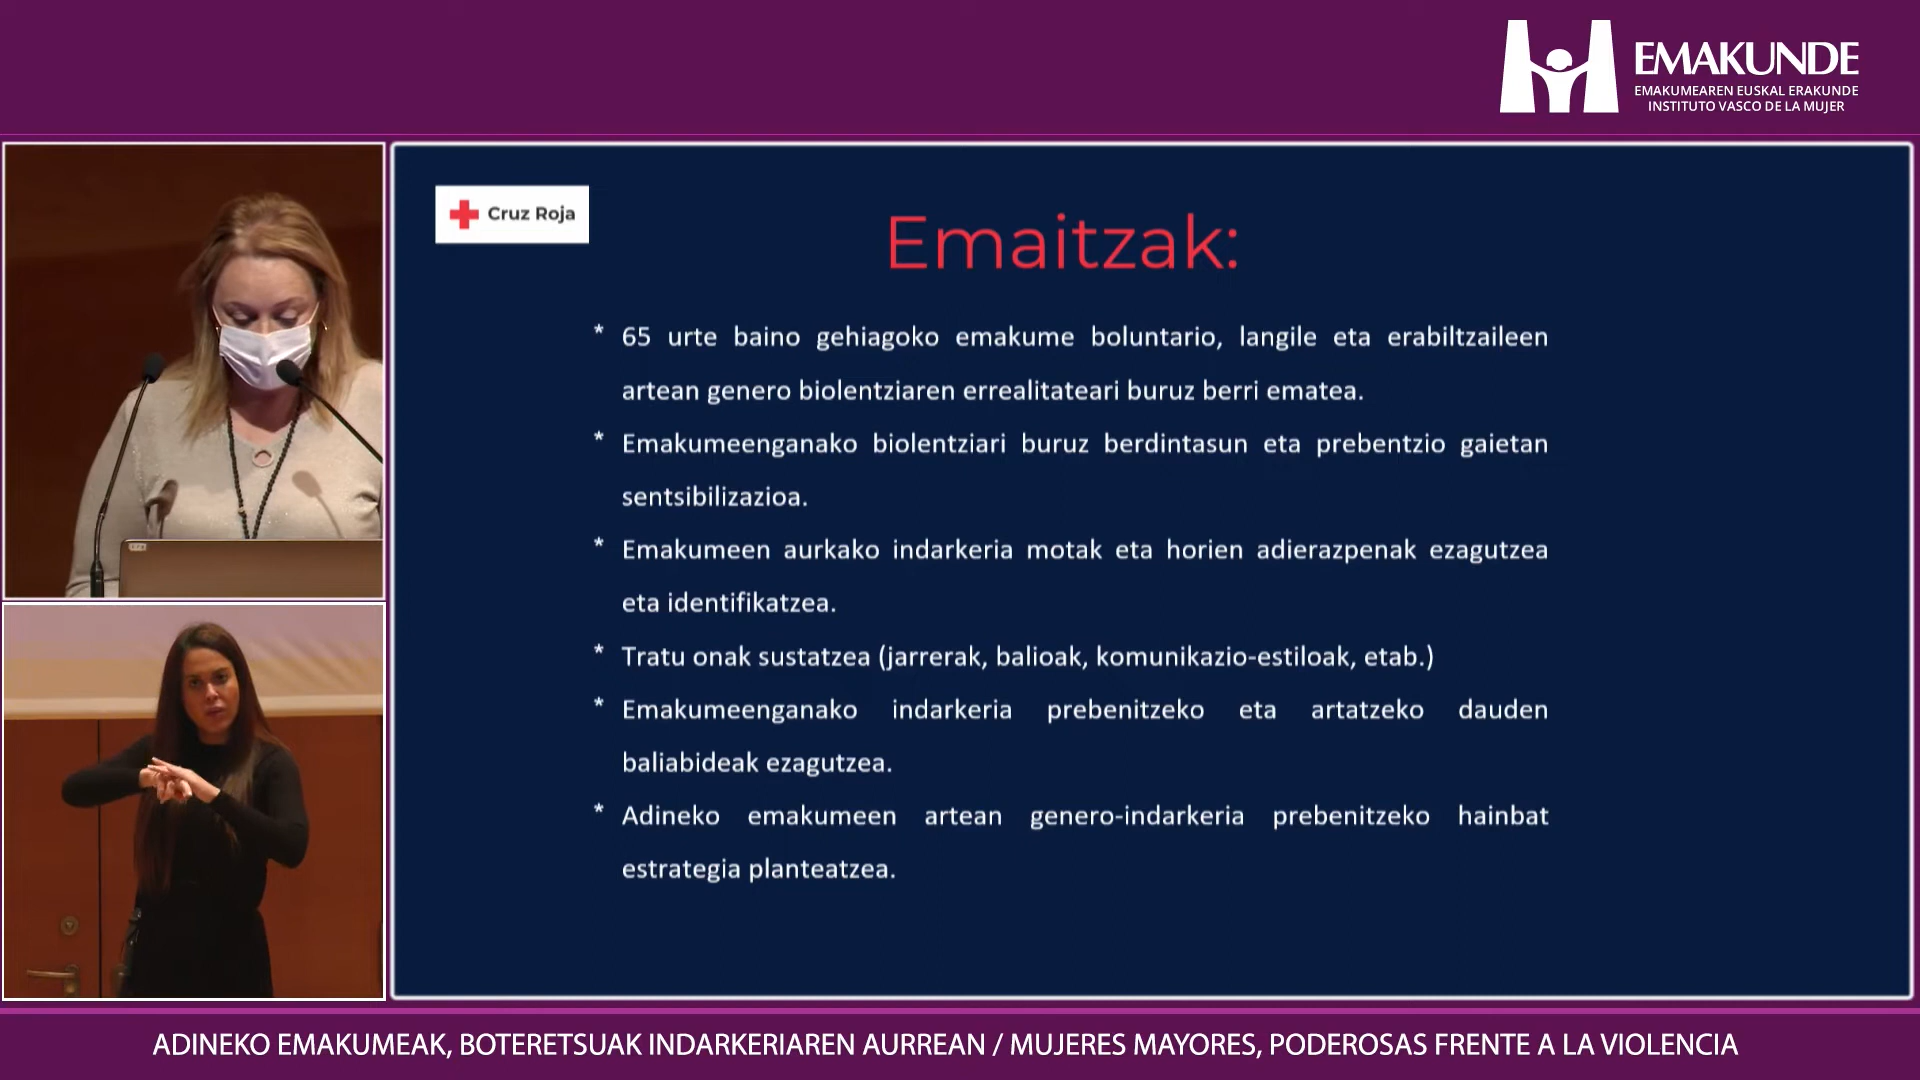 EMAKUNDE
EMAKUMEAREN EUSKAL ERAKUNDE
INSTITUTO VASCO DE LA MUJER
Cruz Roja
Emaitzak:
* 65 urte baino gehiagoko emakume boluntario, langile eta erabiltzaileen
artean genero biolentziaren errealitateari buruz berri ematea.
* Emakumeenganako biolentziari buruz berdintasun eta prebentzio gaietan
sentsibilizazioa.
* Emakumeen aurkako indarkeria motak eta horien adierazpenak ezagutzea
eta identifikatzea.
* Tratu onak sustatzea (jarrerak, balioak, komunikazio-estiloak, etab.)
* Emakumeenganako indarkeria prebenitzeko eta artatzeko dauden
baliabideak ezagutzea.
* Adineko emakumeen artean genero-indarkeria prebenitzeko hainbat
estrategia planteatzea.
ADINEKO EMAKUMEAK, BOTERETSUAK INDARKERIAREN AURREAN / MUJERES MAYORES, PODEROSAS FRENTE A LA VIOLENCIA